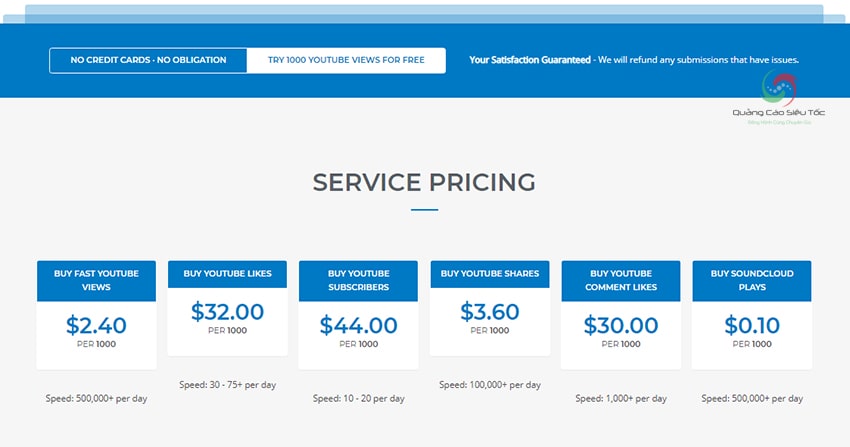 NO CREDIT CARDS - NO OBLIGATION
TRY 1000 YOUTUBE VIEWS FOR FREE
Your Satisfaction Guaranteed - We will refund any submissions that have issues.
Quảng Cáo Siêu Tốc
Đồng Hành Cùng Chuyên Gia
SERVICE PRICING
BUY FAST YOUTUBE
VIEWS
$2.40
PER 1000
Speed: 500,000+ per day
BUY YOUTUBE LIKES
$32.00
PER 1000
Speed: 30 - 75+ per day
BUY YOUTUBE
SUBSCRIBERS
$44.00
PER 1000
Speed: 10 - 20 per day
BUY YOUTUBE SHARES
$3.60
PER 1000
Speed: 100,000+ per day
BUY YOUTUBE
COMMENT LIKES
$30.00
PER 1000
Speed: 1,000+ per day
BUY SOUNDCLOUD
PLAYS
$0.10
PER 1000
Speed: 500,000+ per day